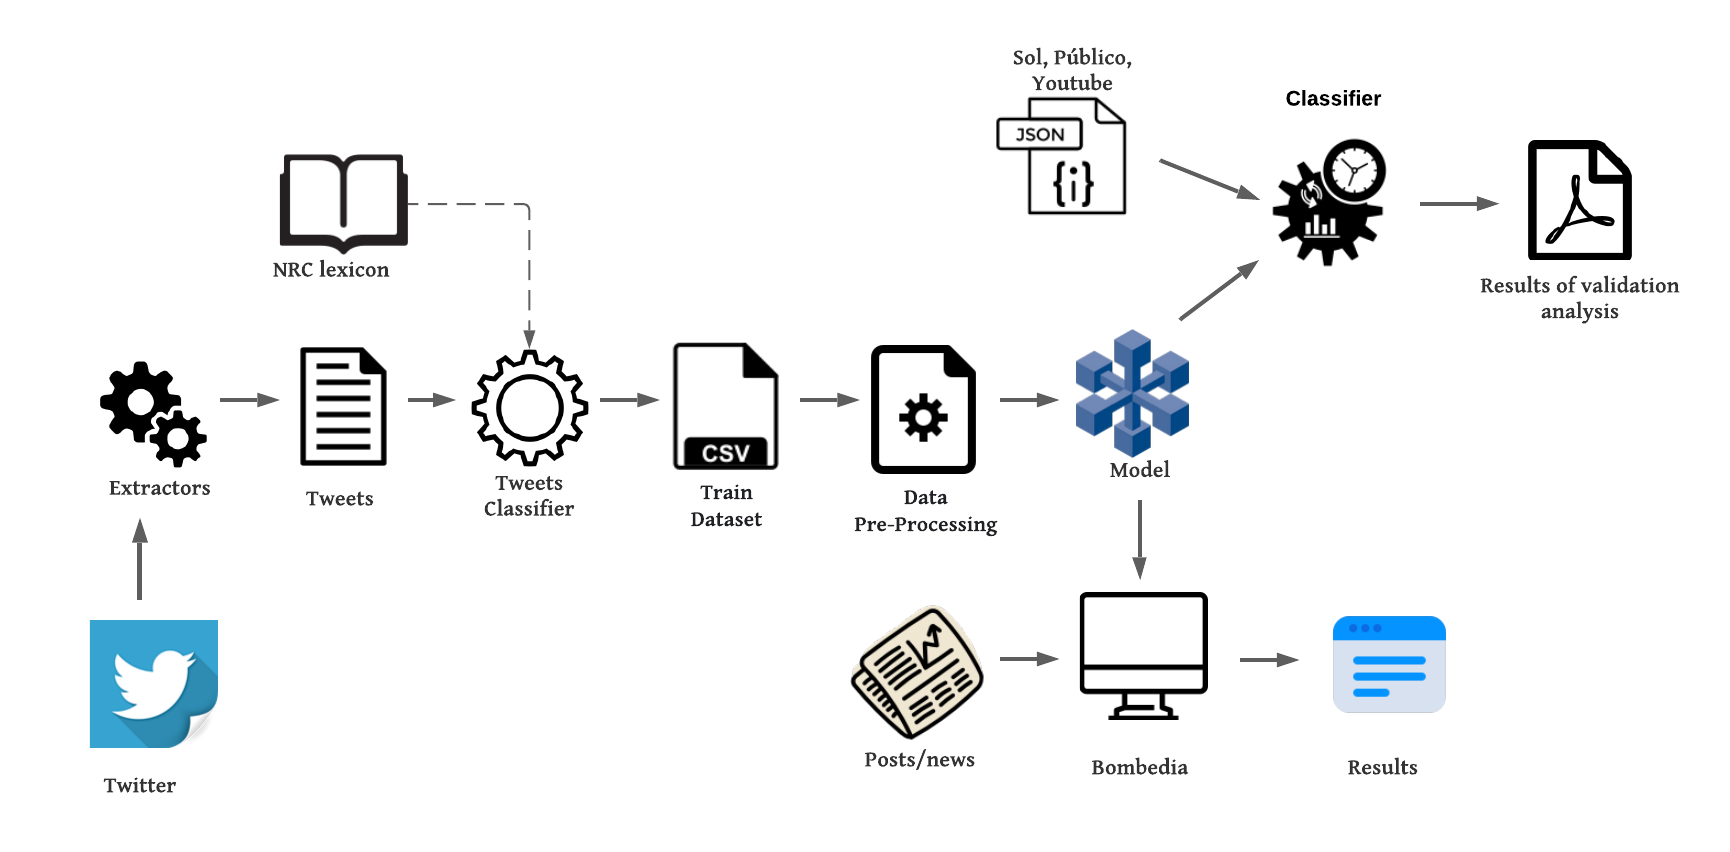 Sol, Público,
Youtube
JSON
{i}
Classifier
Results of validation
analysis
NRC lexicon
Extractors
Tweets
Tweets
Classifier
CSV
Train
Dataset
Data
Pre-Processing
Model
Twitter
Posts/news
Bombedia
Results